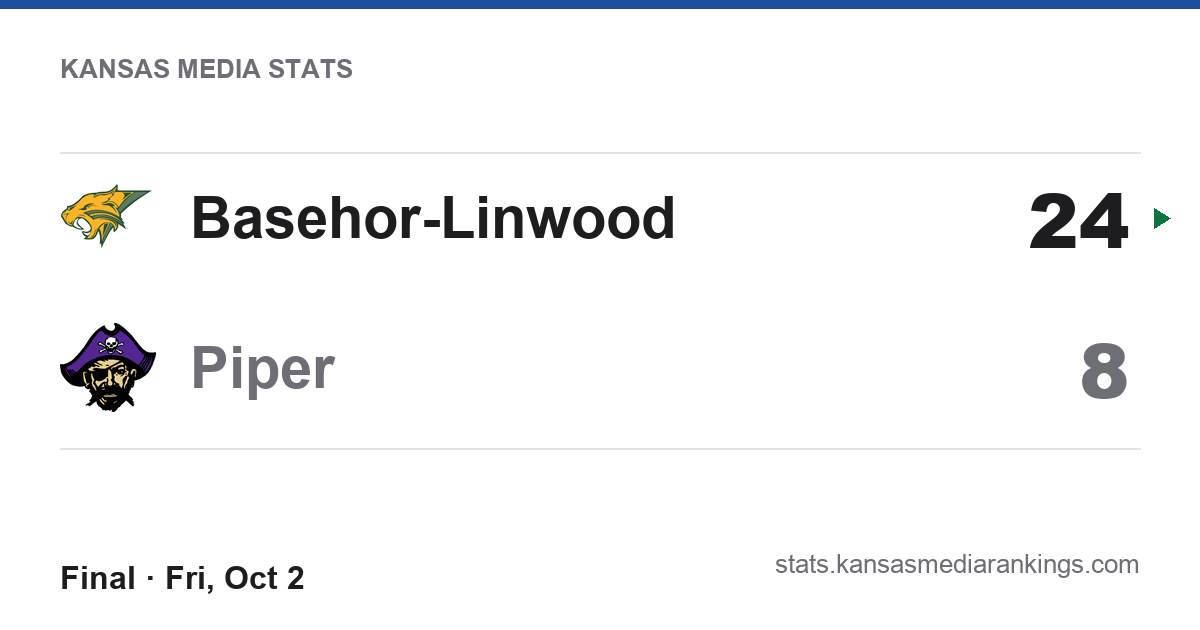 KANSAS MEDIA STATS
Basehor-Linwood 24
Piper 8
Final · Fri, Oct 2
stats.kansasmediarankings.com